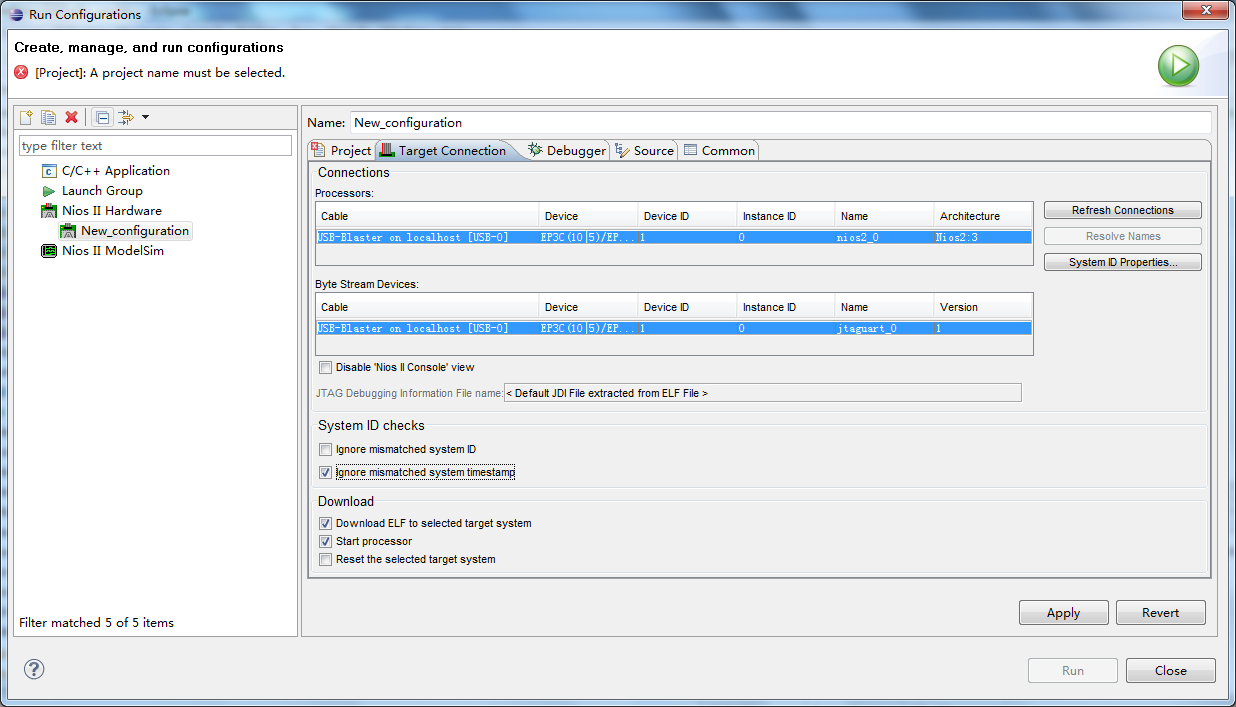 Run Configurations
Create, manage, and run configurations
[Project]: A project name must be selected.
type filter text
C/C++ Application
Launch Group
Nios II Hardware
New_configuration
Nios II ModelSim
Filter matched 5 of 5 items
Name: New_configuration
Project Target Connection Debugger Source Common
Connections
Processors:
Cable Device Device ID Instance ID Name Architecture
USB-Blaster on localhost [USB-0] EP3C(10|5)/EP... 1 0 nios2_0 Nios2:3
Refresh Connections
Resolve Names
System ID Properties...
Byte Stream Devices:
Cable Device Device ID Instance ID Name Version
USB-Blaster on localhost [USB-0] EP3C(10|5)/EP... 1 0 jtaguart_0 1
Disable 'Nios II Console' view
JTAG Debugging Information File name: < Default JDI File extracted from ELF File >
System ID checks
Ignore mismatched system ID
Ignore mismatched system timestamp
Download
Download ELF to selected target system
Start processor
Reset the selected target system
Apply Revert
Run Close